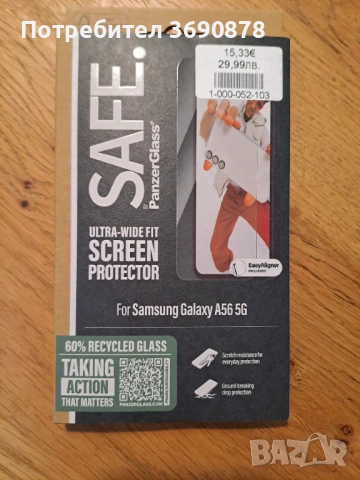 Потребител 3690878
15,33€
29,99ЛВ.
1-000-052-103
SAFE.
BY PanzerGlass®
ULTRA-WIDE FIT
SCREEN
PROTECTOR
EasyAligner
INCLUDED
For Samsung Galaxy A56 5G
60% RECYCLED GLASS
TAKING
ACTION
THAT MATTERS
PANZERGLASS.COM
Scratch resistance for
everyday protection
Ground-breaking
drop protection
BAZAR